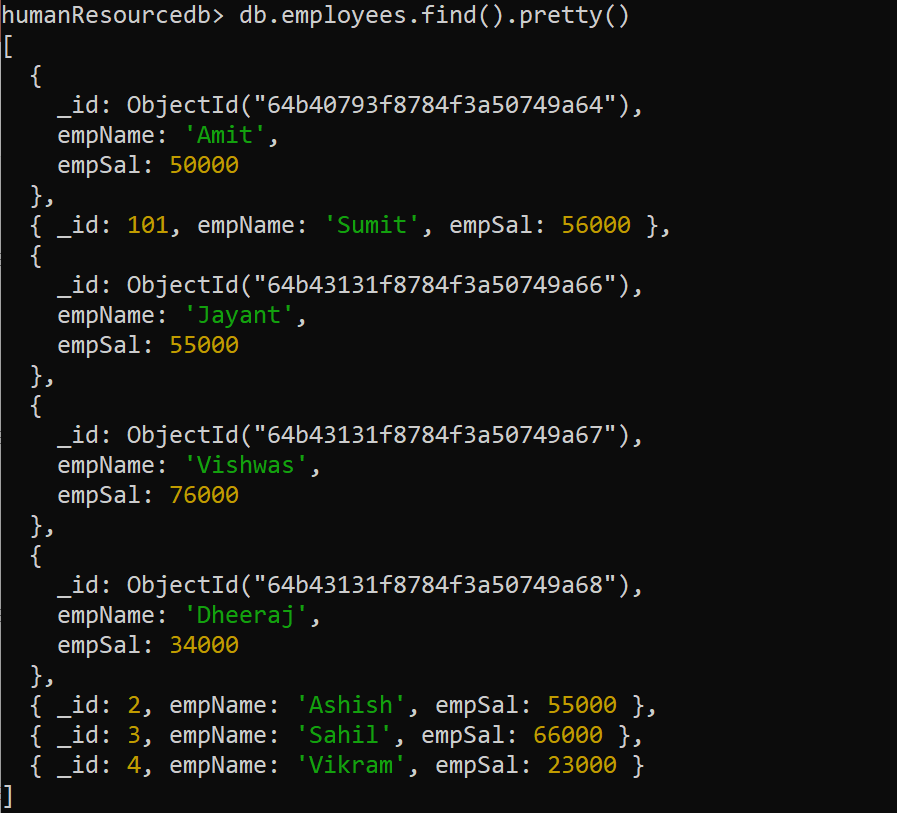 humanResourcedb> db.employees.find().pretty()
[
  {
    _id: ObjectId("64b40793f8784f3a50749a64"),
    empName: 'Amit',
    empSal: 50000
  },
  { _id: 101, empName: 'Sumit', empSal: 56000 },
  {
    _id: ObjectId("64b43131f8784f3a50749a66"),
    empName: 'Jayant',
    empSal: 55000
  },
  {
    _id: ObjectId("64b43131f8784f3a50749a67"),
    empName: 'Vishwas',
    empSal: 76000
  },
  {
    _id: ObjectId("64b43131f8784f3a50749a68"),
    empName: 'Dheeraj',
    empSal: 34000
  },
  { _id: 2, empName: 'Ashish', empSal: 55000 },
  { _id: 3, empName: 'Sahil', empSal: 66000 },
  { _id: 4, empName: 'Vikram', empSal: 23000 }
]